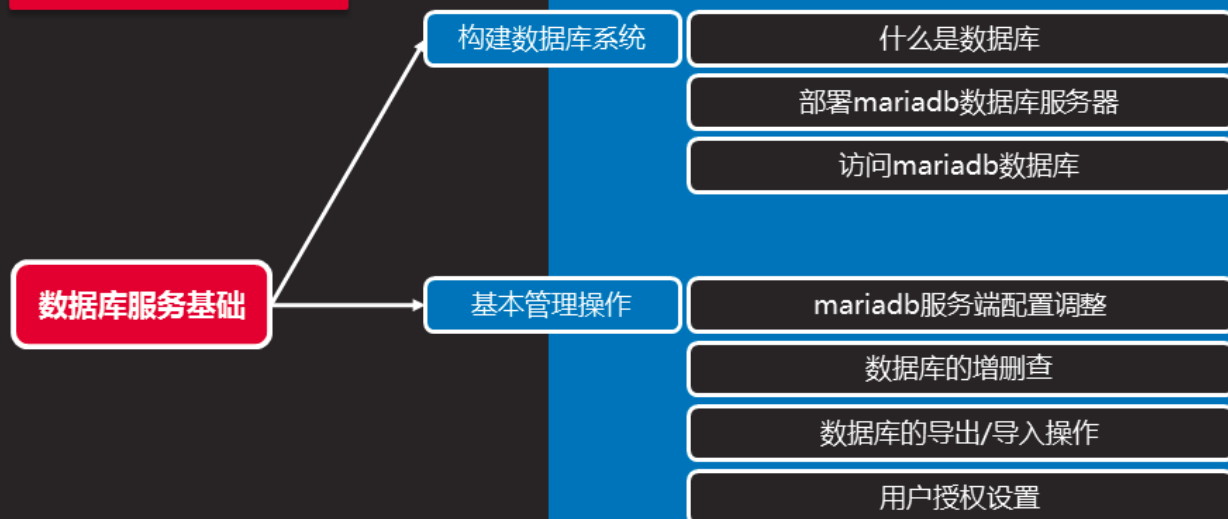 构建数据库系统
什么是数据库
部署mariadb数据库服务器
访问mariadb数据库
数据库服务基础
基本管理操作
mariadb服务端配置调整
数据库的增删查
数据库的导出/导入操作
用户授权设置